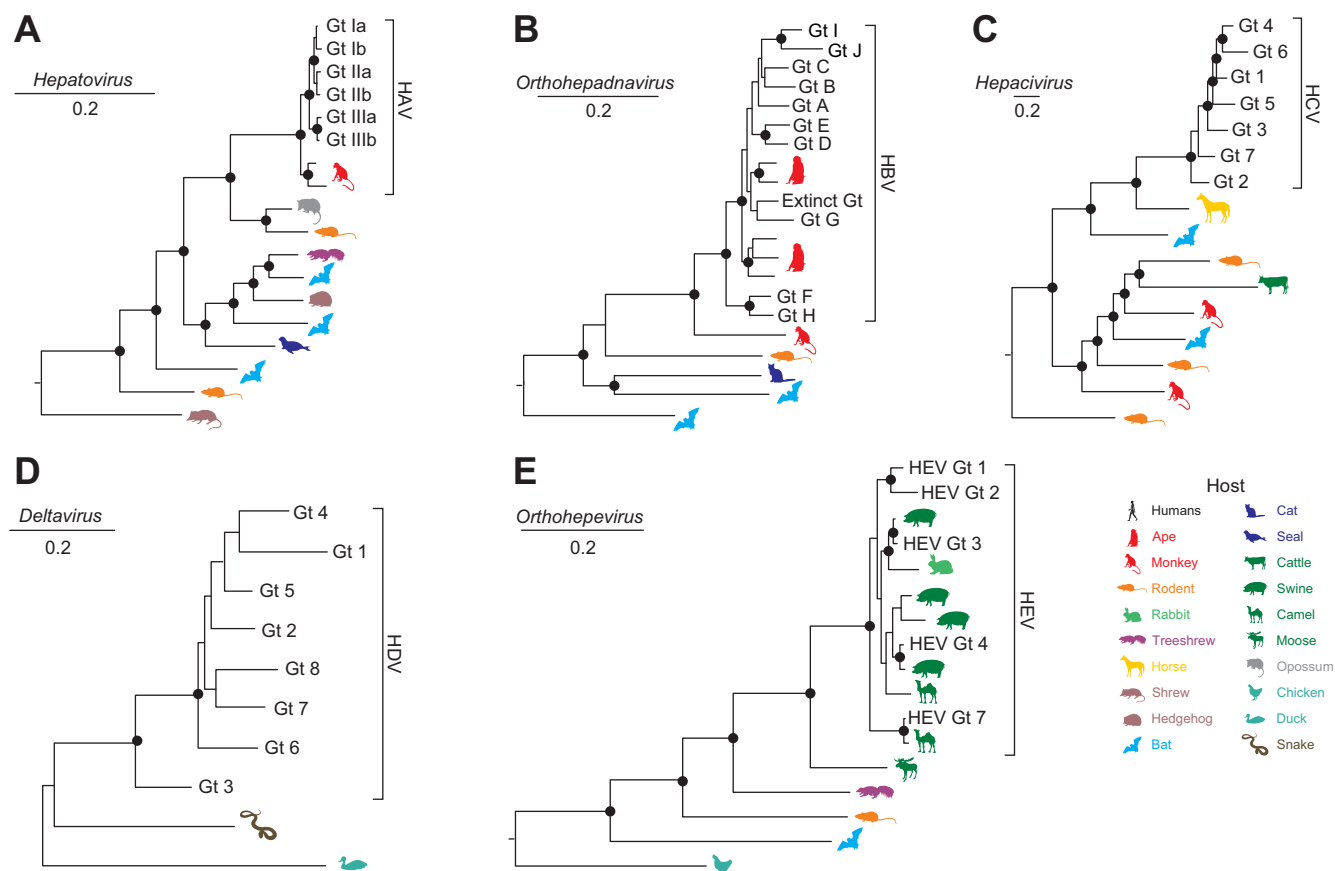 A
Hepatovirus
0.2
Gt Ia
Gt Ib
Gt IIa
Gt IIb
Gt IIIa
Gt IIIb
HAV
B
Orthohepadnavirus
0.2
Gt I
Gt J
Gt C
Gt B
Gt A
Gt E
Gt D
Extinct Gt
Gt G
Gt F
Gt H
HBV
C
Hepacivirus
0.2
Gt 4
Gt 6
Gt 1
Gt 5
Gt 3
Gt 7
Gt 2
HCV
D
Deltavirus
0.2
Gt 4
Gt 1
Gt 5
Gt 2
Gt 8
Gt 7
Gt 6
Gt 3
HDV
E
Orthohepevirus
0.2
HEV Gt 1
HEV Gt 2
HEV Gt 3
HEV Gt 4
HEV Gt 7
HEV
Host
Humans
Ape
Monkey
Rodent
Rabbit
Treeshrew
Horse
Shrew
Hedgehog
Bat
Cat
Seal
Cattle
Swine
Camel
Moose
Opossum
Chicken
Duck
Snake